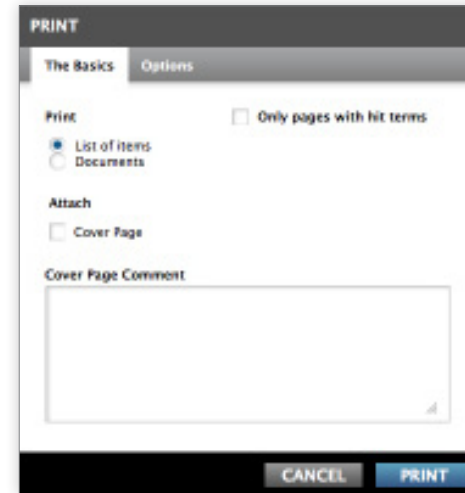 PRINT
The Basics Options
Print Only pages with hit terms
List of items
Documents
Attach
Cover Page
Cover Page Comment
CANCEL PRINT